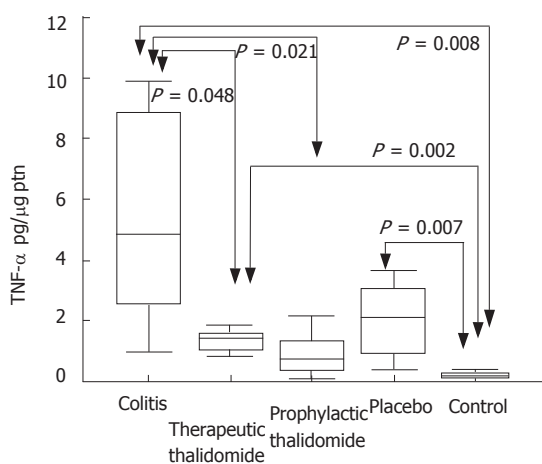 12
P = 0.008
P = 0.021
10
P = 0.048
8
P = 0.002
6
P = 0.007
4
2
0
TNF-α pg/μg ptn
Colitis
Therapeutic
thalidomide
Prophylactic
thalidomide
Placebo
Control